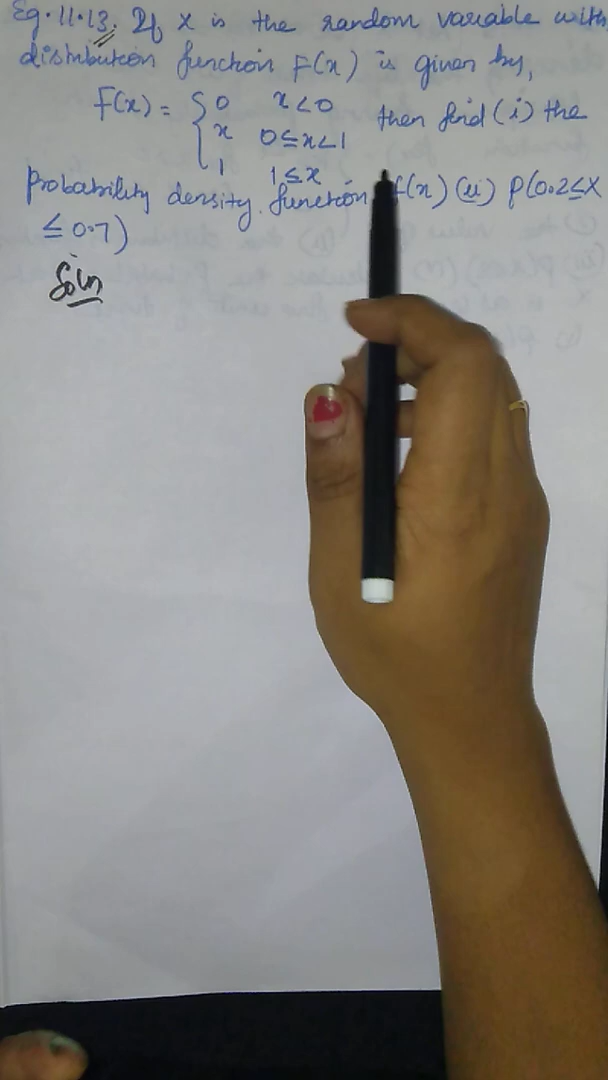 Eg. 11.13. If X is the random variable with
distribution function F(x) is given by,
F(x) = { 0 x < 0
x 0 ≤ x < 1 then find (i) the
1 1 ≤ x
Probability density function f(x) (ii) P(0.2 ≤ X
≤ 0.7)
Soln